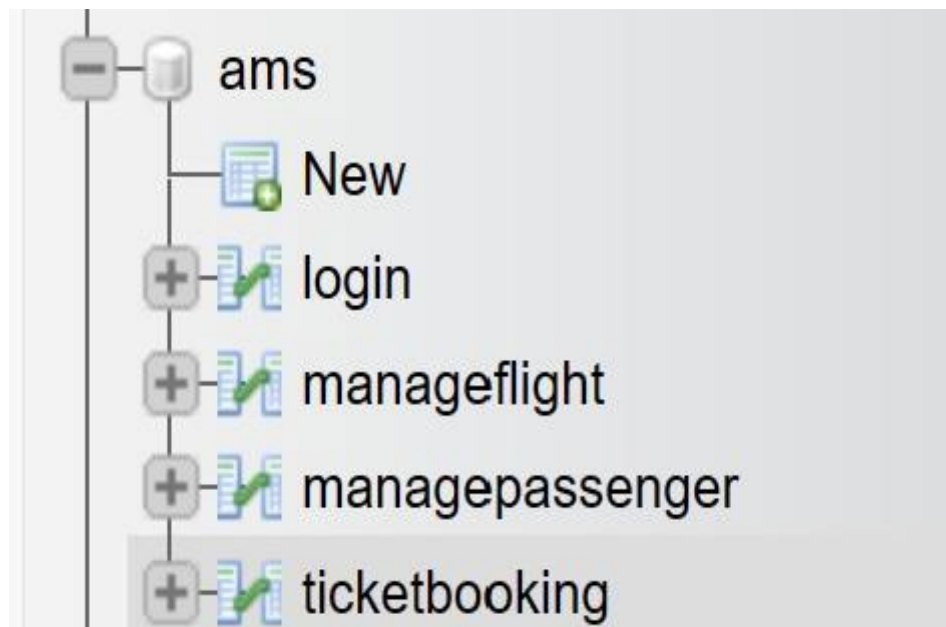 ams
New
login
manageflight
managepassenger
ticketbooking